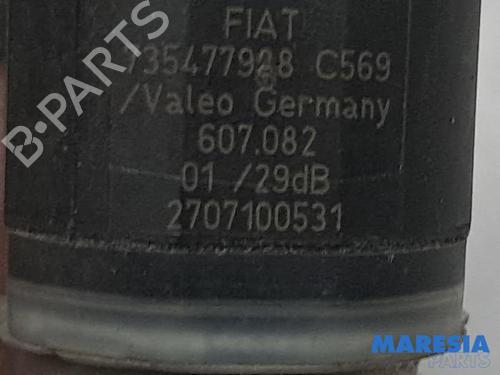 FIAT
735477928 C569
/Valeo Germany
607.082
01 /29dB
2707100531
B-PARTS
MARESIA
PARTS